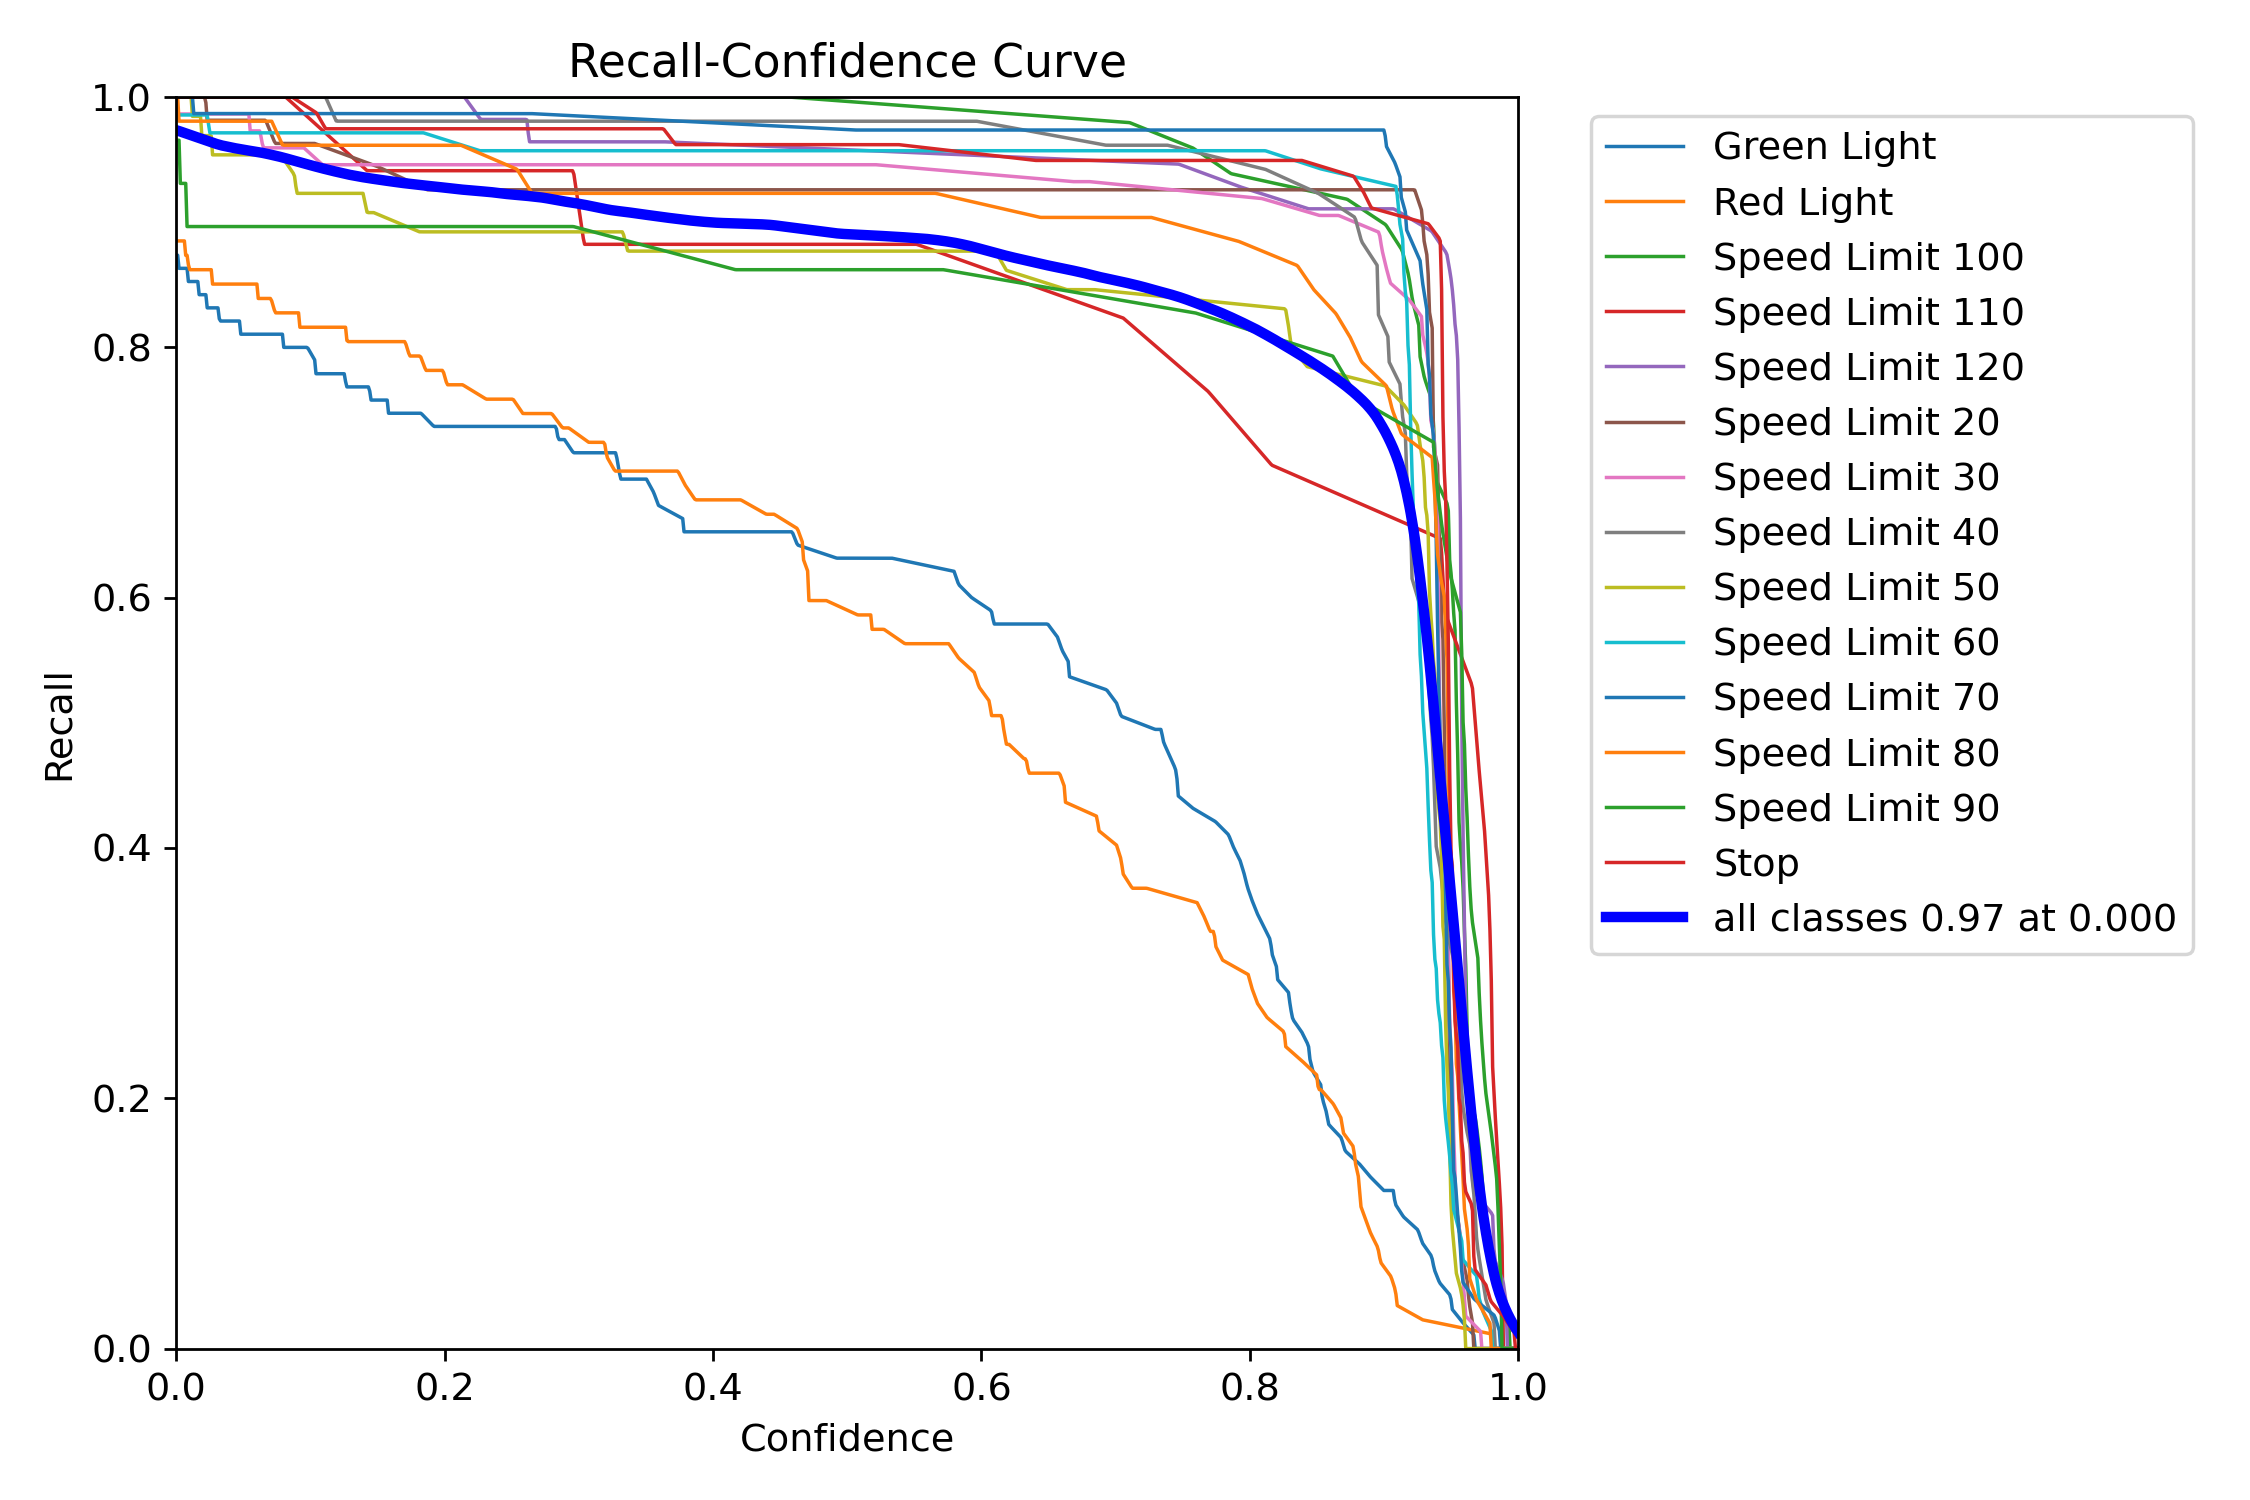 Recall-Confidence Curve
1.0
0.8
0.6
0.4
0.2
0.0
Recall
0.0 0.2 0.4 0.6 0.8 1.0
Confidence
Green Light
Red Light
Speed Limit 100
Speed Limit 110
Speed Limit 120
Speed Limit 20
Speed Limit 30
Speed Limit 40
Speed Limit 50
Speed Limit 60
Speed Limit 70
Speed Limit 80
Speed Limit 90
Stop
all classes 0.97 at 0.000